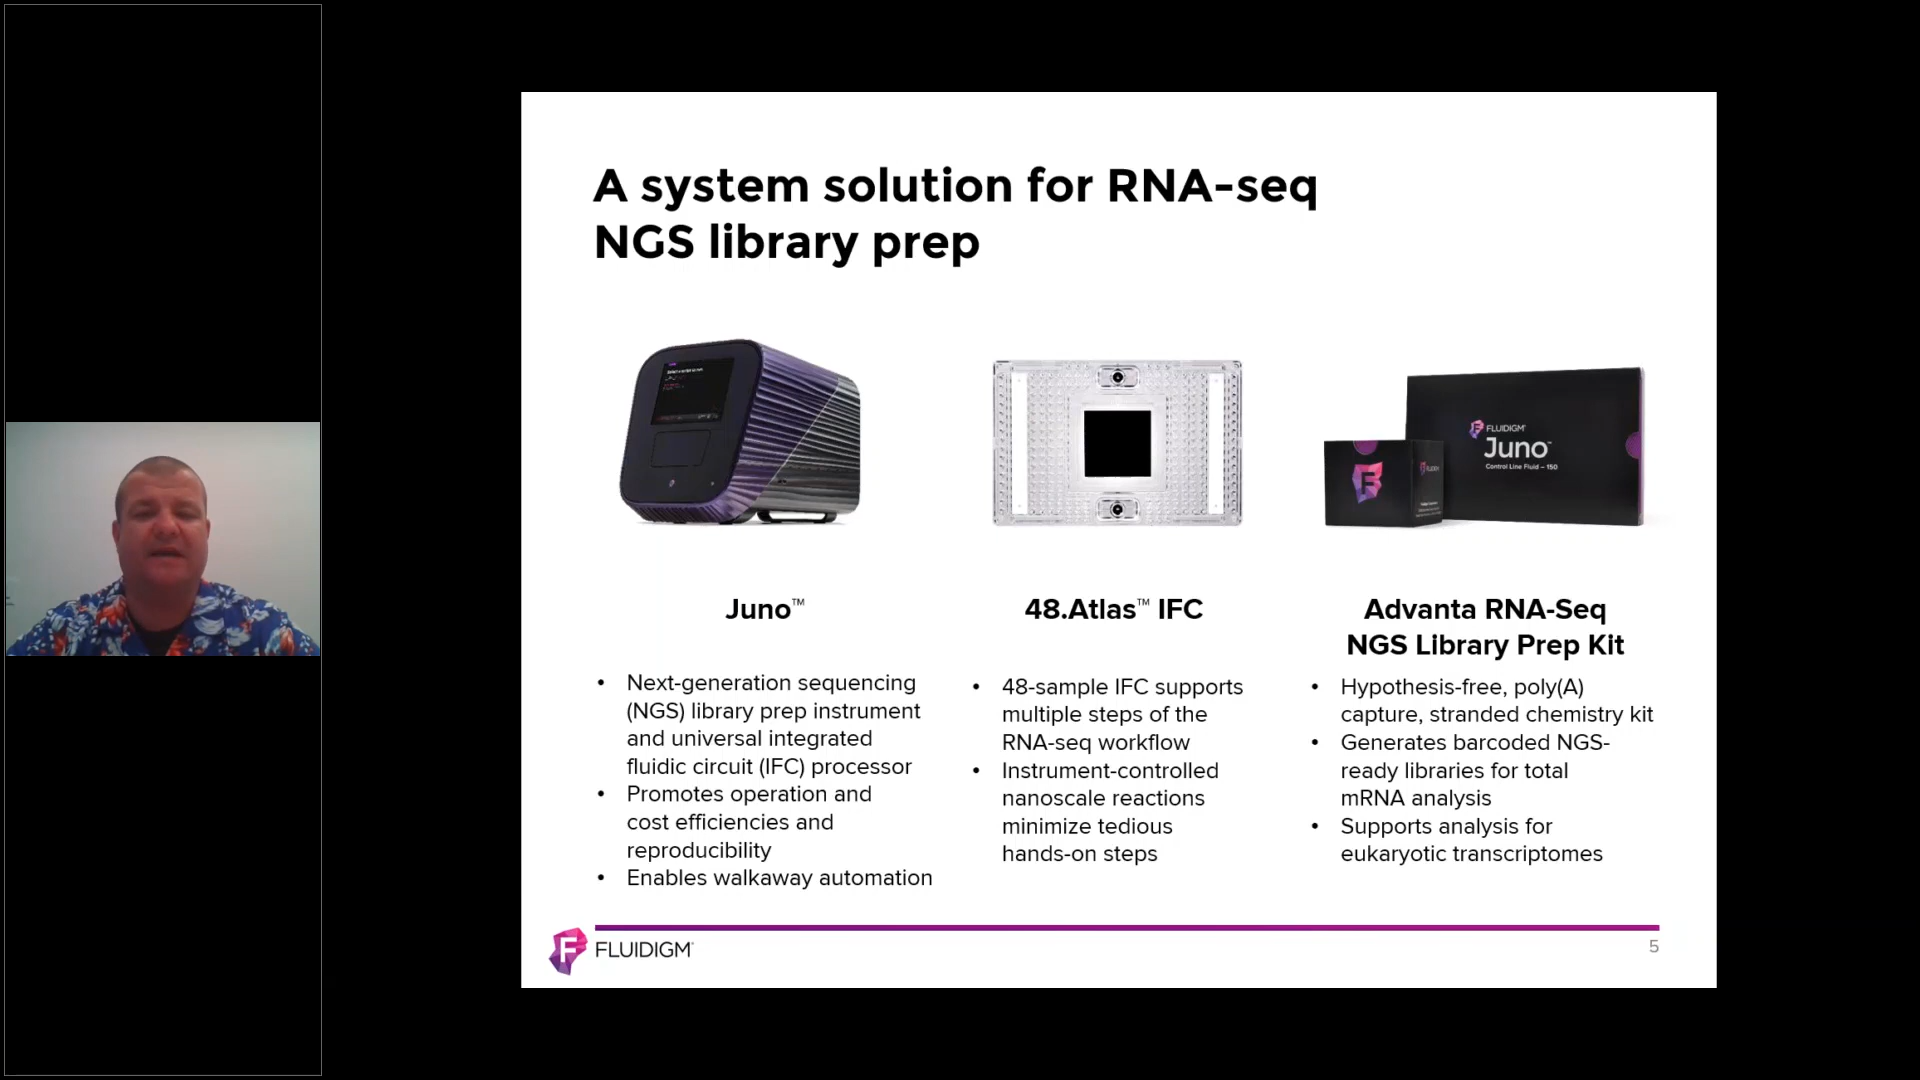 A system solution for RNA-seq
NGS library prep
FLUIDIGM
Juno™
Control Line Fluid – 150
F
F
Juno™
48.Atlas™ IFC
Advanta RNA-Seq
NGS Library Prep Kit
• Next-generation sequencing
(NGS) library prep instrument
and universal integrated
fluidic circuit (IFC) processor
• Promotes operation and
cost efficiencies and
reproducibility
• Enables walkaway automation
• 48-sample IFC supports
multiple steps of the
RNA-seq workflow
• Instrument-controlled
nanoscale reactions
minimize tedious
hands-on steps
• Hypothesis-free, poly(A)
capture, stranded chemistry kit
• Generates barcoded NGS-
ready libraries for total
mRNA analysis
• Supports analysis for
eukaryotic transcriptomes
F FLUIDIGM
5